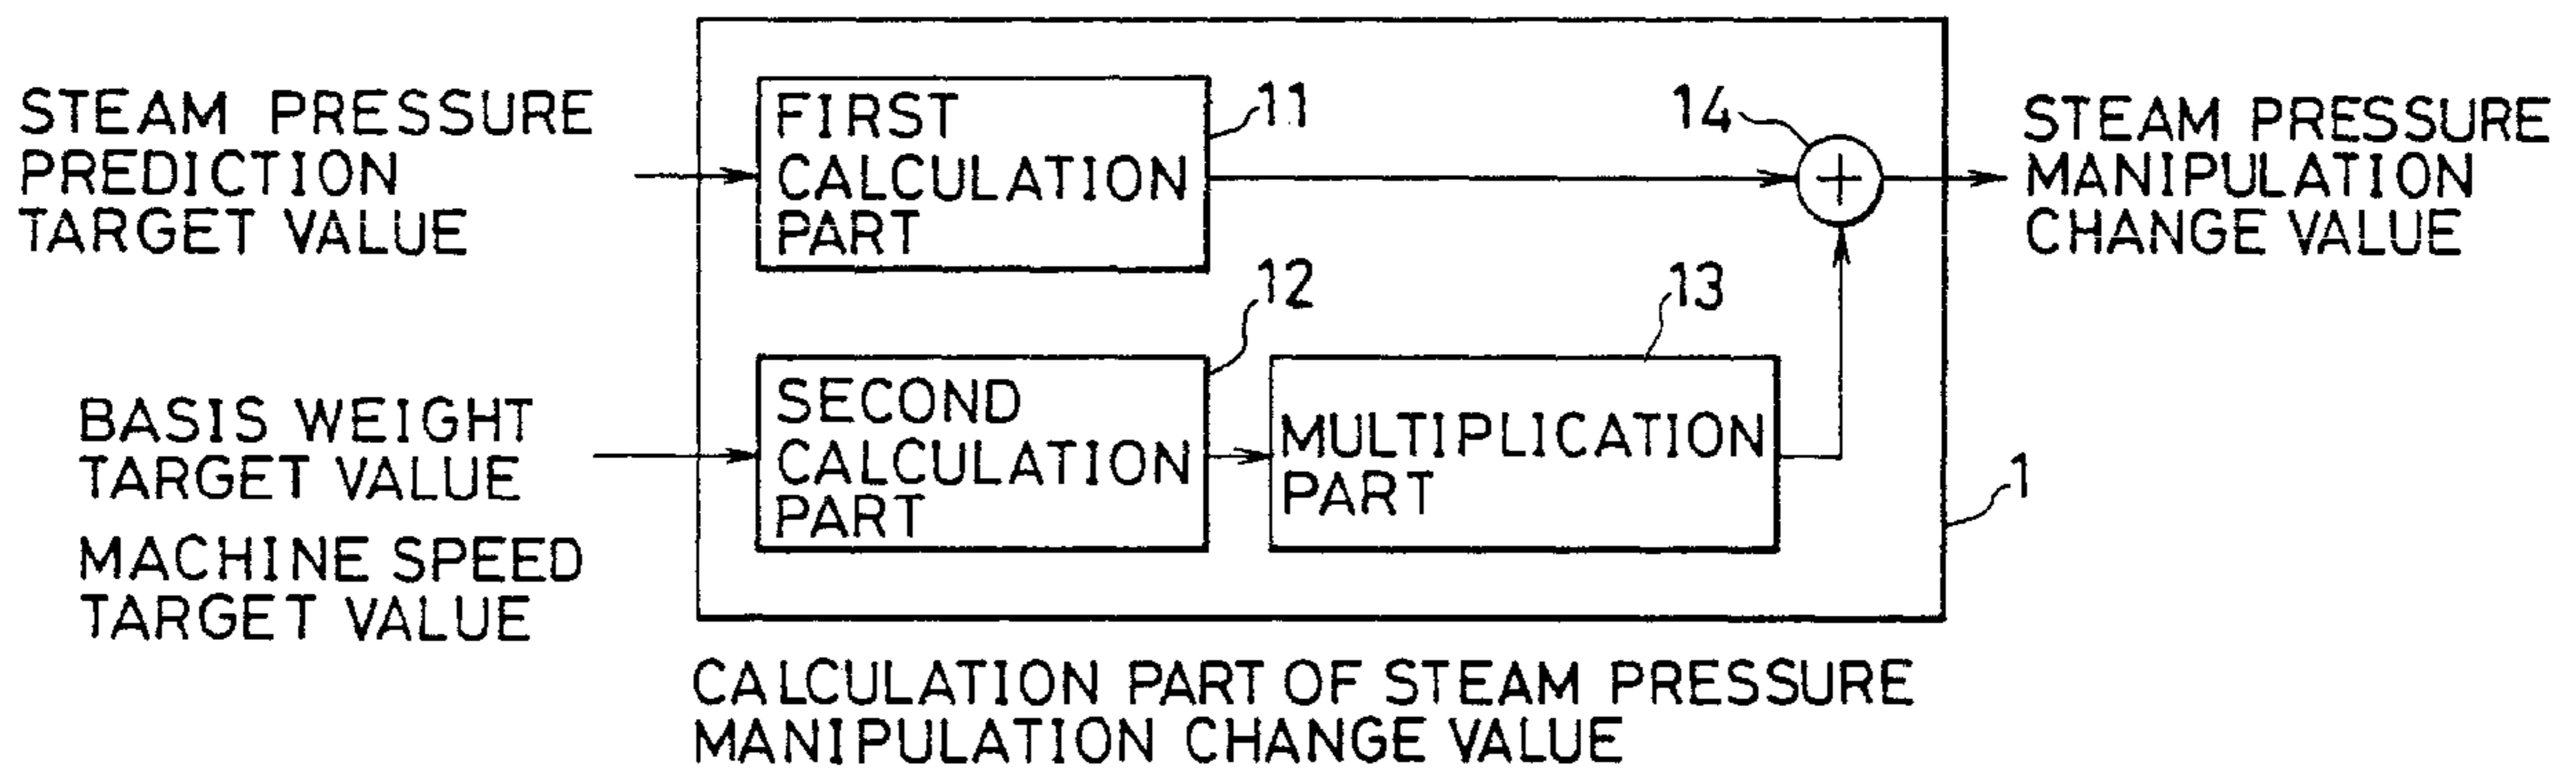 STEAM PRESSURE
PREDICTION
TARGET VALUE
FIRST
CALCULATION
PART
11
14
+
STEAM PRESSURE
MANIPULATION
CHANGE VALUE
BASIS WEIGHT
TARGET VALUE
MACHINE SPEED
TARGET VALUE
SECOND
CALCULATION
PART
12
MULTIPLICATION
PART
13
1
CALCULATION PART OF STEAM PRESSURE
MANIPULATION CHANGE VALUE